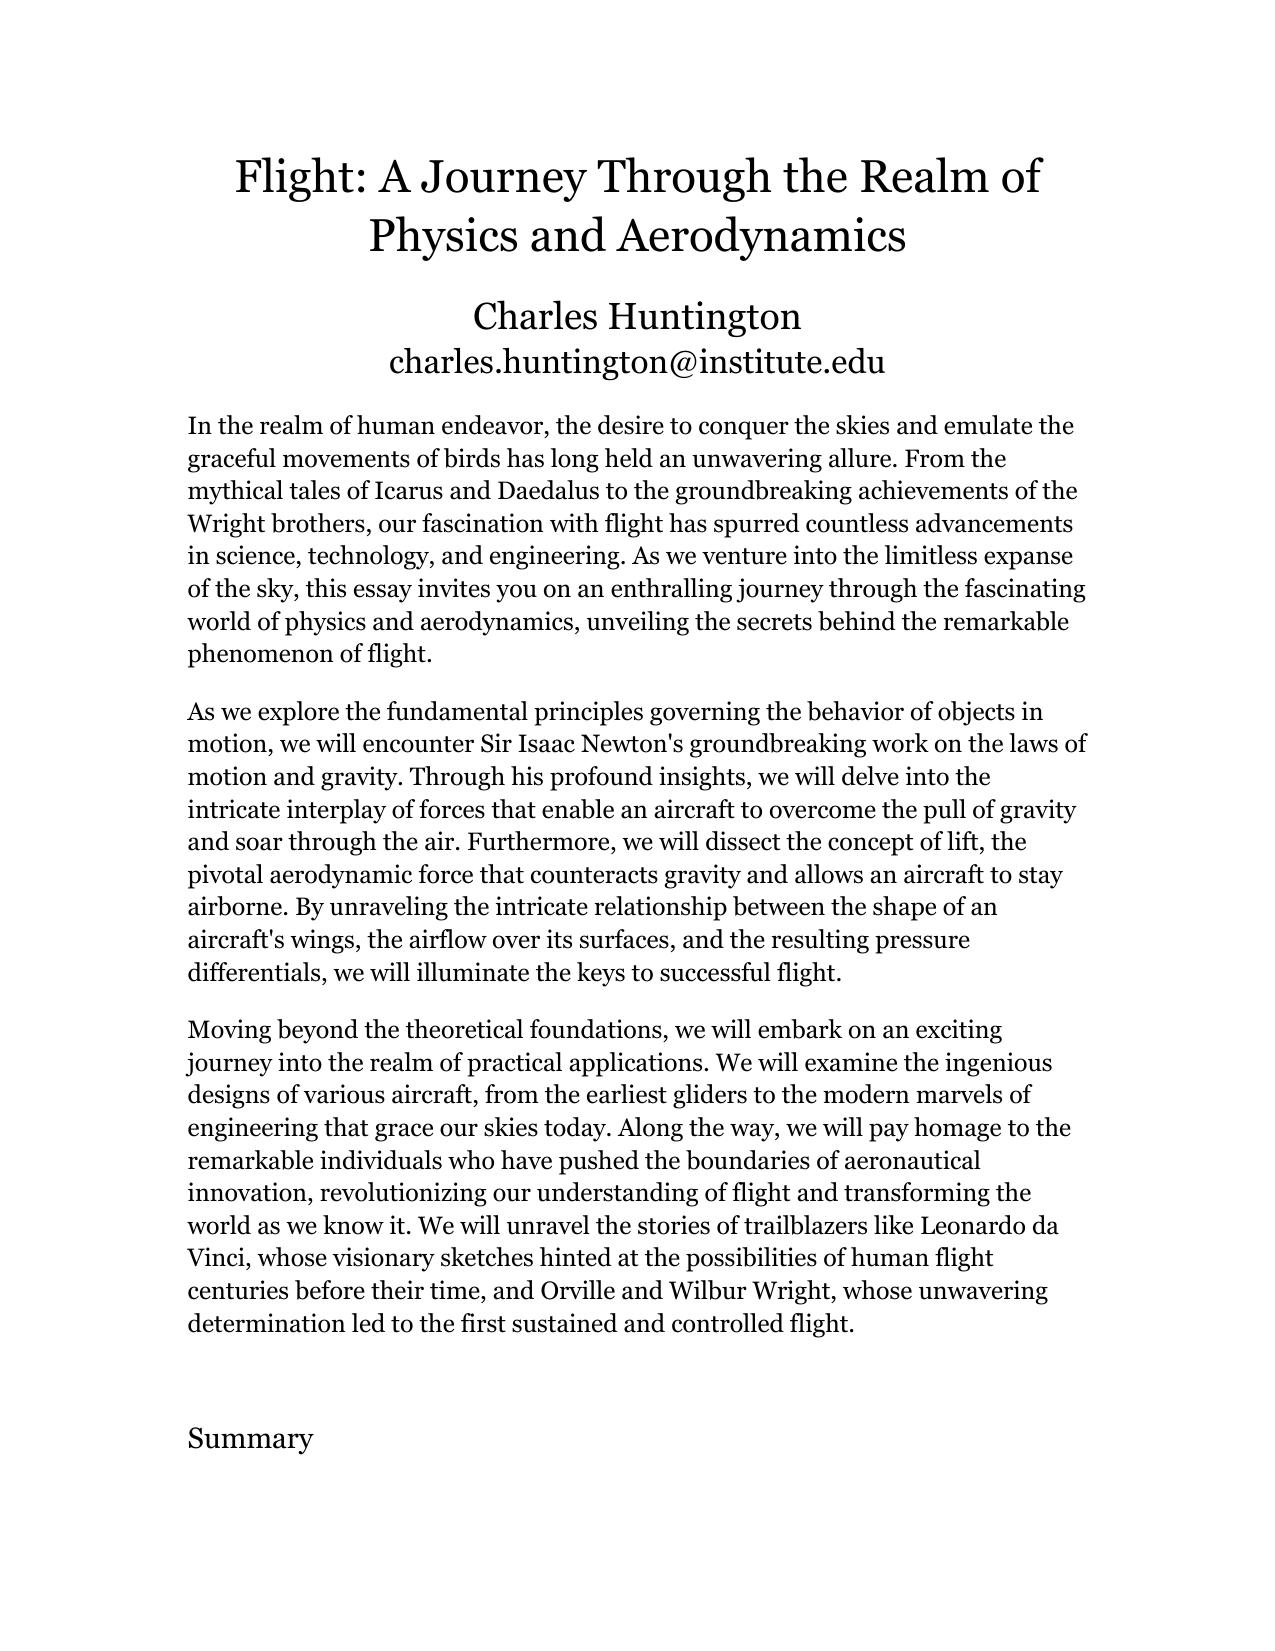 Flight: A Journey Through the Realm of
Physics and Aerodynamics
Charles Huntington
charles.huntington@institute.edu
In the realm of human endeavor, the desire to conquer the skies and emulate the
graceful movements of birds has long held an unwavering allure. From the
mythical tales of Icarus and Daedalus to the groundbreaking achievements of the
Wright brothers, our fascination with flight has spurred countless advancements
in science, technology, and engineering. As we venture into the limitless expanse
of the sky, this essay invites you on an enthralling journey through the fascinating
world of physics and aerodynamics, unveiling the secrets behind the remarkable
phenomenon of flight.
As we explore the fundamental principles governing the behavior of objects in
motion, we will encounter Sir Isaac Newton's groundbreaking work on the laws of
motion and gravity. Through his profound insights, we will delve into the
intricate interplay of forces that enable an aircraft to overcome the pull of gravity
and soar through the air. Furthermore, we will dissect the concept of lift, the
pivotal aerodynamic force that counteracts gravity and allows an aircraft to stay
airborne. By unraveling the intricate relationship between the shape of an
aircraft's wings, the airflow over its surfaces, and the resulting pressure
differentials, we will illuminate the keys to successful flight.
Moving beyond the theoretical foundations, we will embark on an exciting
journey into the realm of practical applications. We will examine the ingenious
designs of various aircraft, from the earliest gliders to the modern marvels of
engineering that grace our skies today. Along the way, we will pay homage to the
remarkable individuals who have pushed the boundaries of aeronautical
innovation, revolutionizing our understanding of flight and transforming the
world as we know it. We will unravel the stories of trailblazers like Leonardo da
Vinci, whose visionary sketches hinted at the possibilities of human flight
centuries before their time, and Orville and Wilbur Wright, whose unwavering
determination led to the first sustained and controlled flight.
Summary